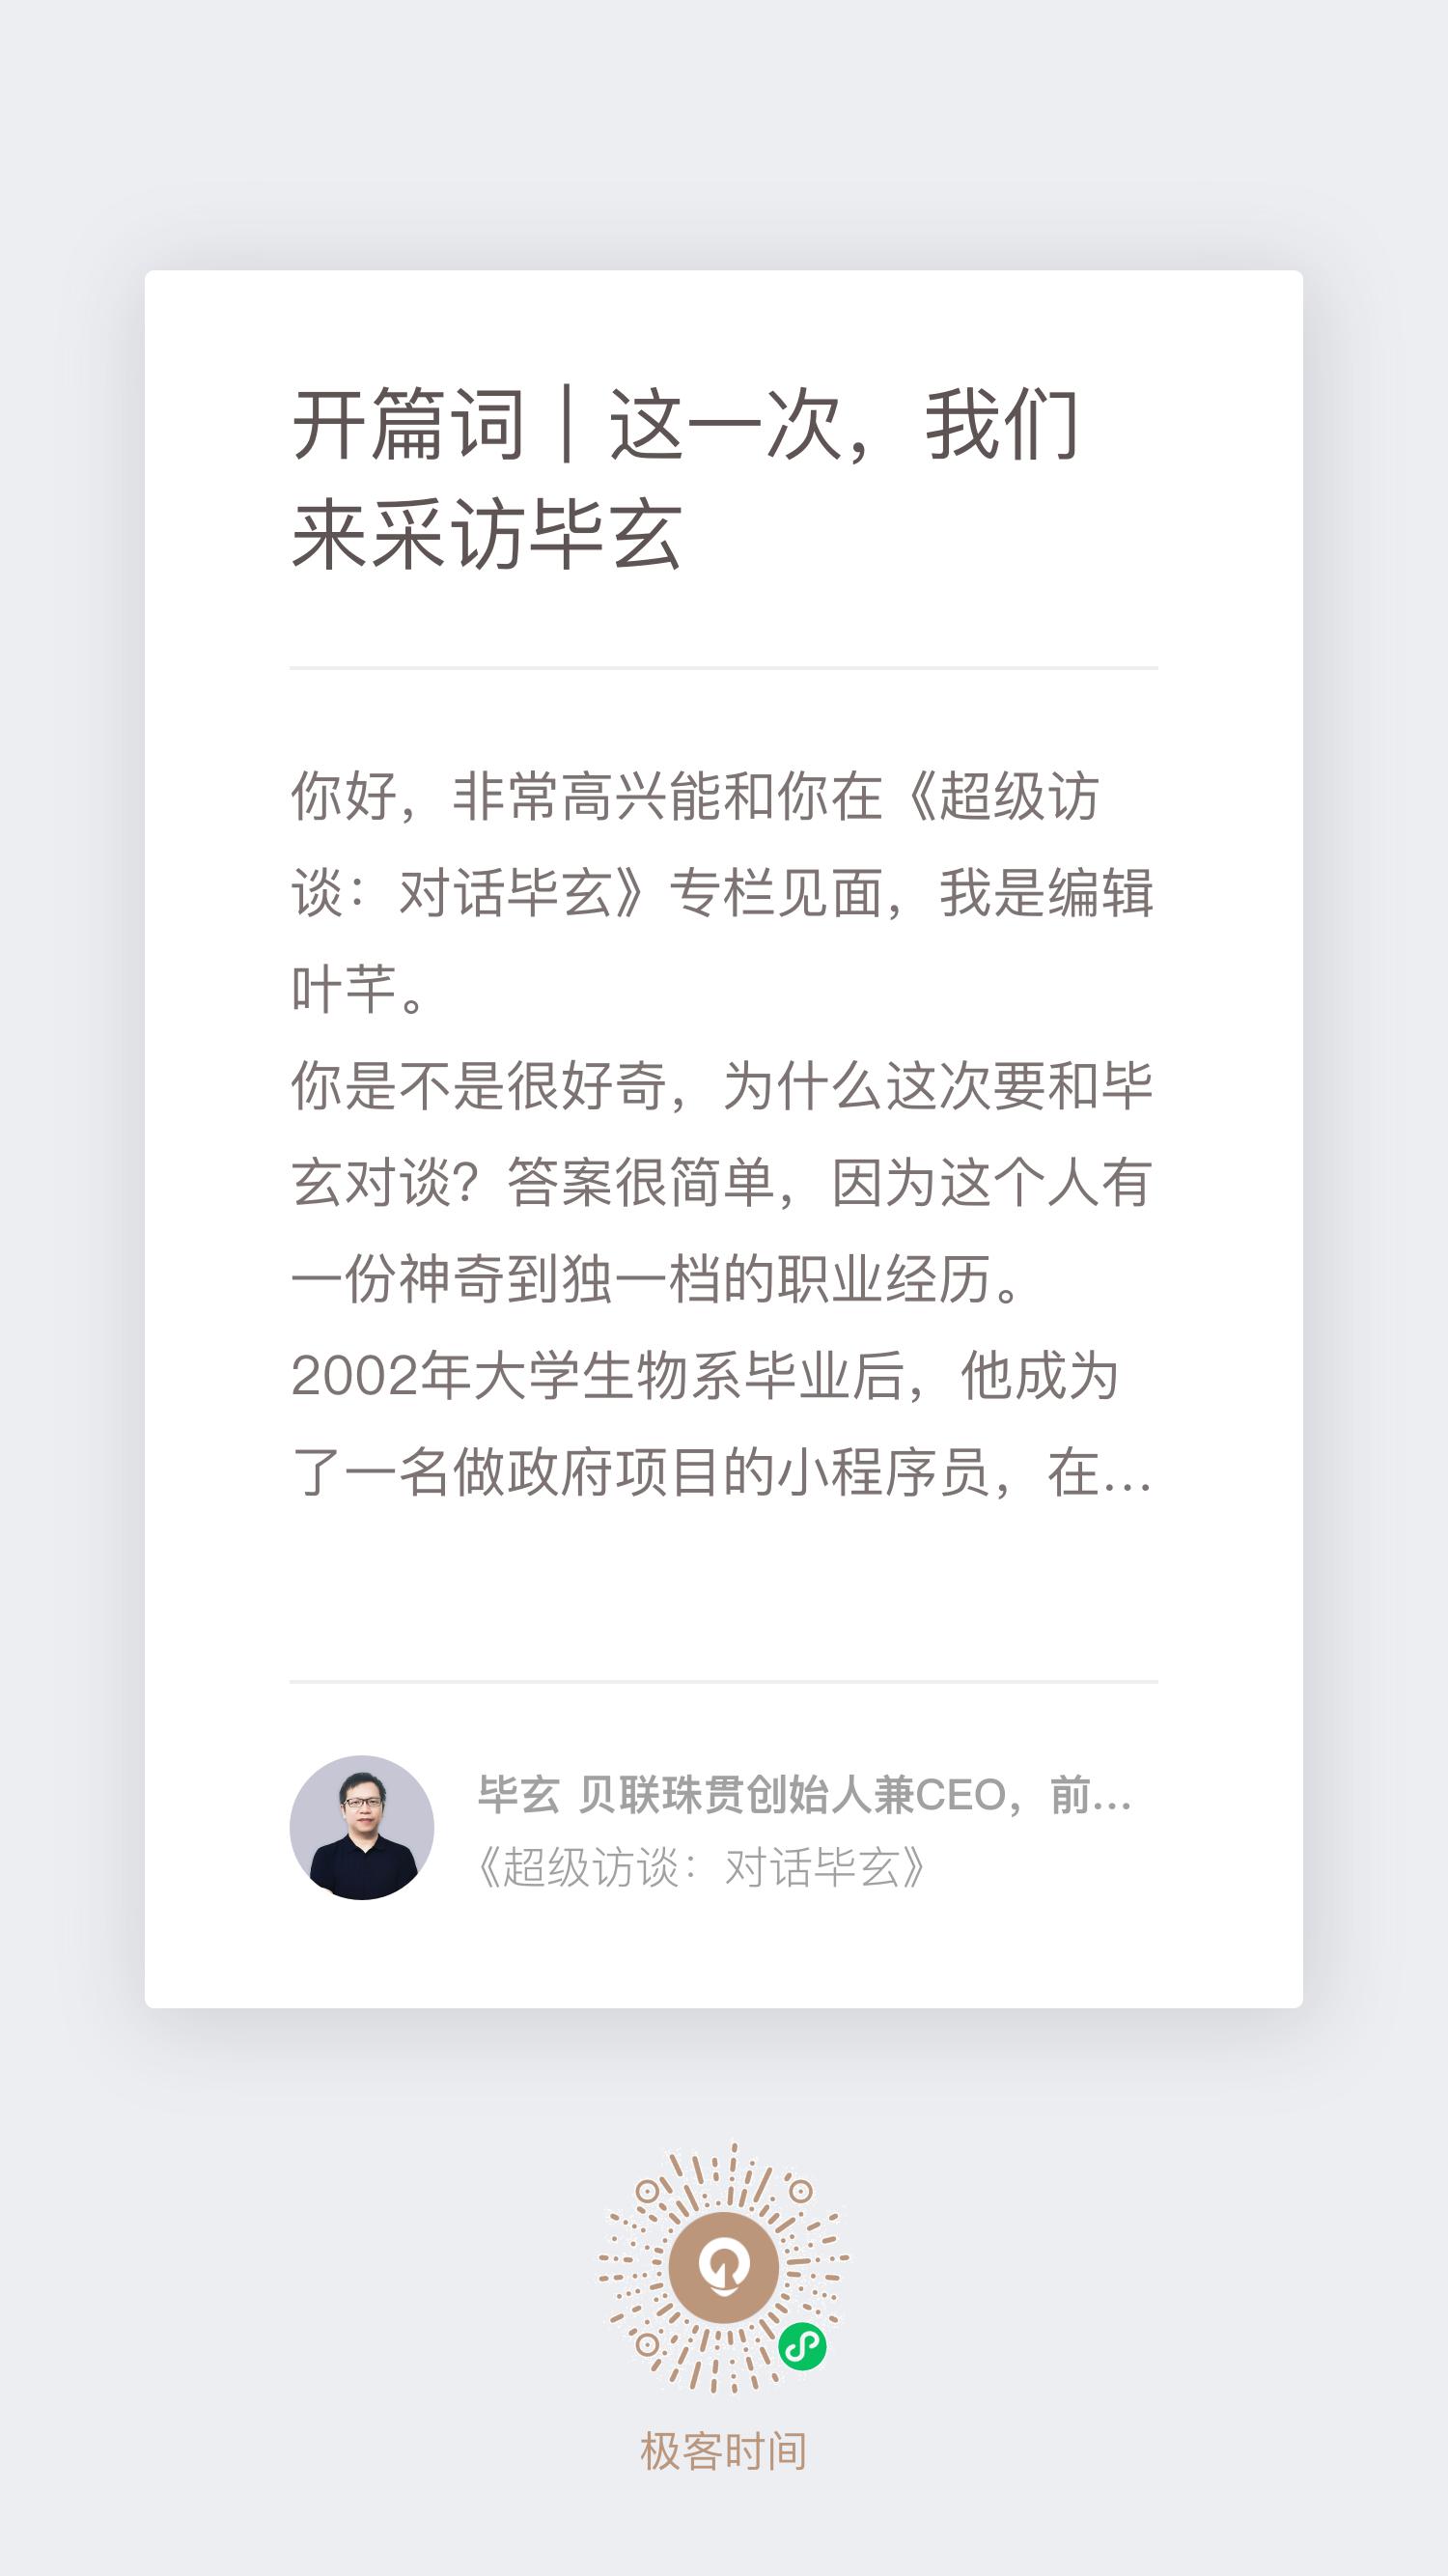 开篇词｜这一次，我们
来采访毕玄
你好，非常高兴能和你在《超级访
谈：对话毕玄》专栏见面，我是编辑
叶芊。
你是不是很好奇，为什么这次要和毕
玄对谈？答案很简单，因为这个人有
一份神奇到独一档的职业经历。
2002年大学生物系毕业后，他成为
了一名做政府项目的小程序员，在...
毕玄 贝联珠贯创始人兼CEO，前...
《超级访谈：对话毕玄》
极客时间